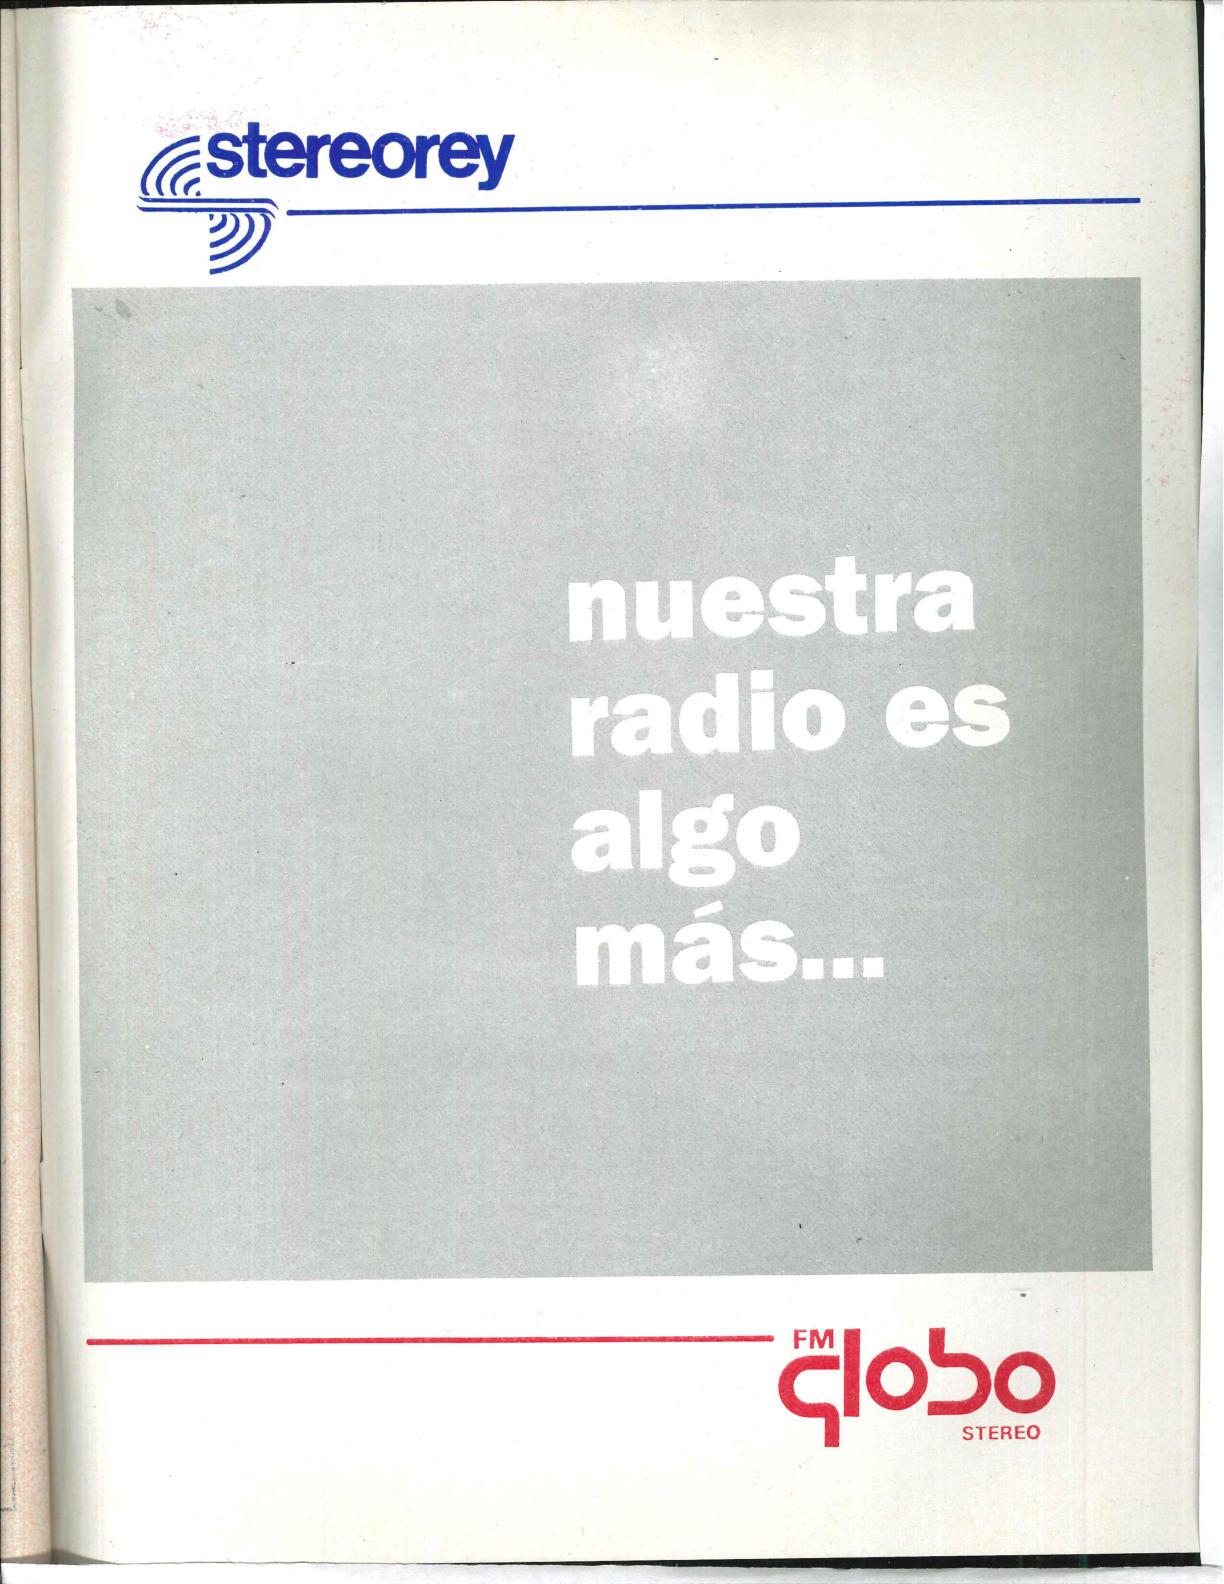 stereorey
nuestra
radio es
algo
más...
FM
globo
STEREO